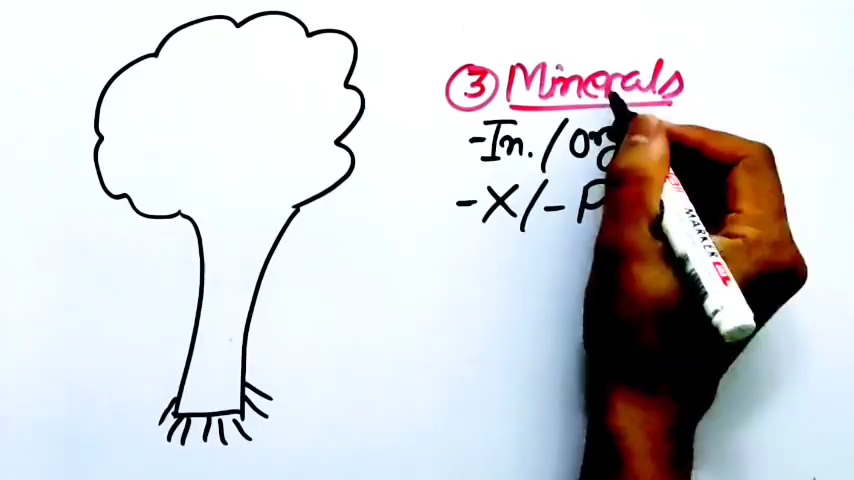 ③ Minerals
-In. / Org
-X/-P
MARKER